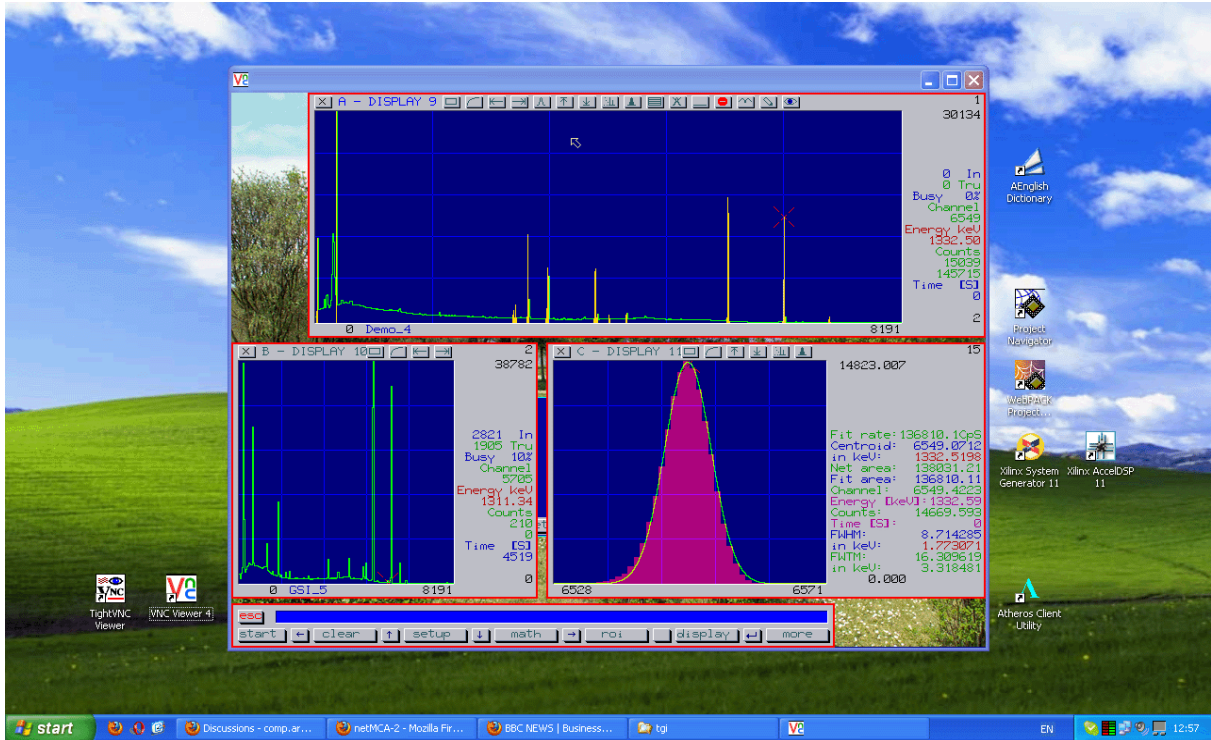 A - DISPLAY 9
1
30134
0 In
0 Tru
Busy 0%
Channel
6549
Energy keV
1332.50
Counts
15039
145715
Time [S]
0
2
0 Demo_4 8191
B - DISPLAY 10
2
38782
2821 In
1905 Tru
Busy 10%
Channel
5705
Energy keV
1311.34
Counts
210
0
Time [S]
4519
0
0 GSI_5 8191
C - DISPLAY 11
15
14823.007
Fit rate: 136810.1CpS
Centroid: 6549.0712
in keV: 1332.5198
Net area: 138031.21
Fit area: 136810.11
Channel: 6549.4223
Energy [keV]: 1332.59
Counts: 14669.593
Time [S]: 0
FWHM: 8.714285
in keV: 1.773071
FWTM: 16.309619
in keV: 3.318481
0.000
6528 6571
esc
start clear setup math roi display more
AEnglish
Dictionary
Project
Navigator
WebPACK
Project...
Xilinx System
Generator 11
Xilinx AccelDSP
11
Atheros Client
Utility
TightVNC
Viewer
VNC Viewer 4
start
Discussions - comp.ar...
netMCA-2 - Mozilla Fir...
BBC NEWS | Business...
tgi
EN
12:57